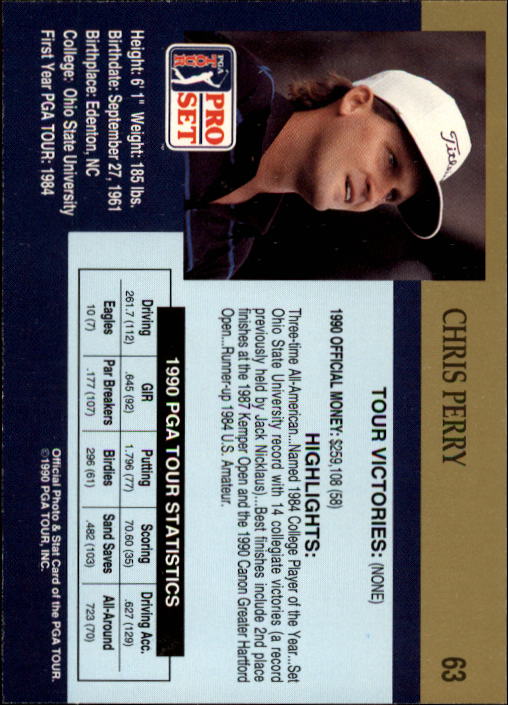 CHRIS PERRY 63
Titleist
PGA
TOUR
PRO
SET
Height: 6' 1" Weight: 185 lbs.
Birthdate: September 27, 1961
Birthplace: Edenton, NC
College: Ohio State University
First Year PGA TOUR: 1984
TOUR VICTORIES: (NONE)
1990 OFFICIAL MONEY: $259,108 (58)
HIGHLIGHTS:
Three-time All-American...Named 1984 College Player of the Year...Set
Ohio State University record with 14 collegiate victories (a record
previously held by Jack Nicklaus)...Best finishes include 2nd place
finishes at the 1987 Kemper Open and the 1990 Canon Greater Hartford
Open...Runner-up 1984 U.S. Amateur.
1990 PGA TOUR STATISTICS
Driving GIR Putting Scoring Driving Acc.
261.7 (112) .645 (92) 1.796 (77) 70.60 (35) .627 (129)
Eagles Par Breakers Birdies Sand Saves All-Around
10 (7) .177 (107) 296 (61) .482 (103) 723 (70)
Official Photo & Stat Card of the PGA TOUR.
©1990 PGA TOUR, INC.